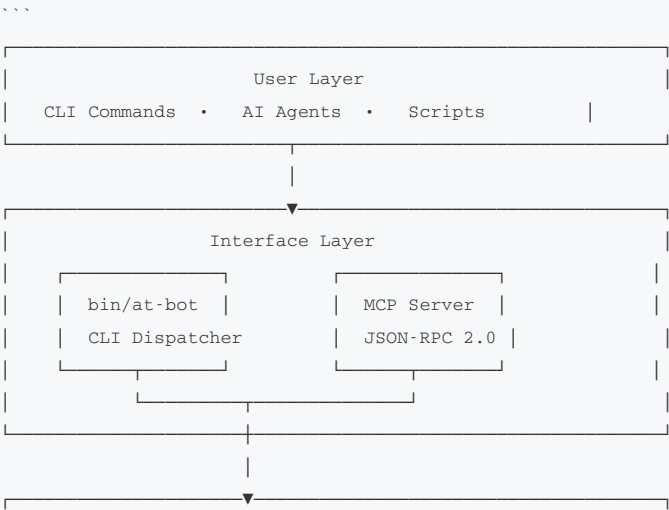 ```
┌─────────────────────────────────────────────────────────────┐
│                       User Layer                            │
│   CLI Commands  •   AI Agents  •   Scripts          │
└──────────────────────────┬──────────────────────────────────┘
                           │
┌──────────────────────────▼──────────────────────────────────┐
│                   Interface Layer                           │
│     ┌───────────────┐          ┌───────────────┐              │
│     │  bin/at-bot  │          │  MCP Server  │              │
│     │  CLI Dispatcher         │  JSON-RPC 2.0 │              │
│     └──────┬────────┘          └──────┬────────┘              │
│            └──────────┬───────────────┘                       │
└──────────────────────┼──────────────────────────────────────┘
                       │
┌──────────────────────▼──────────────────────────────────────┐